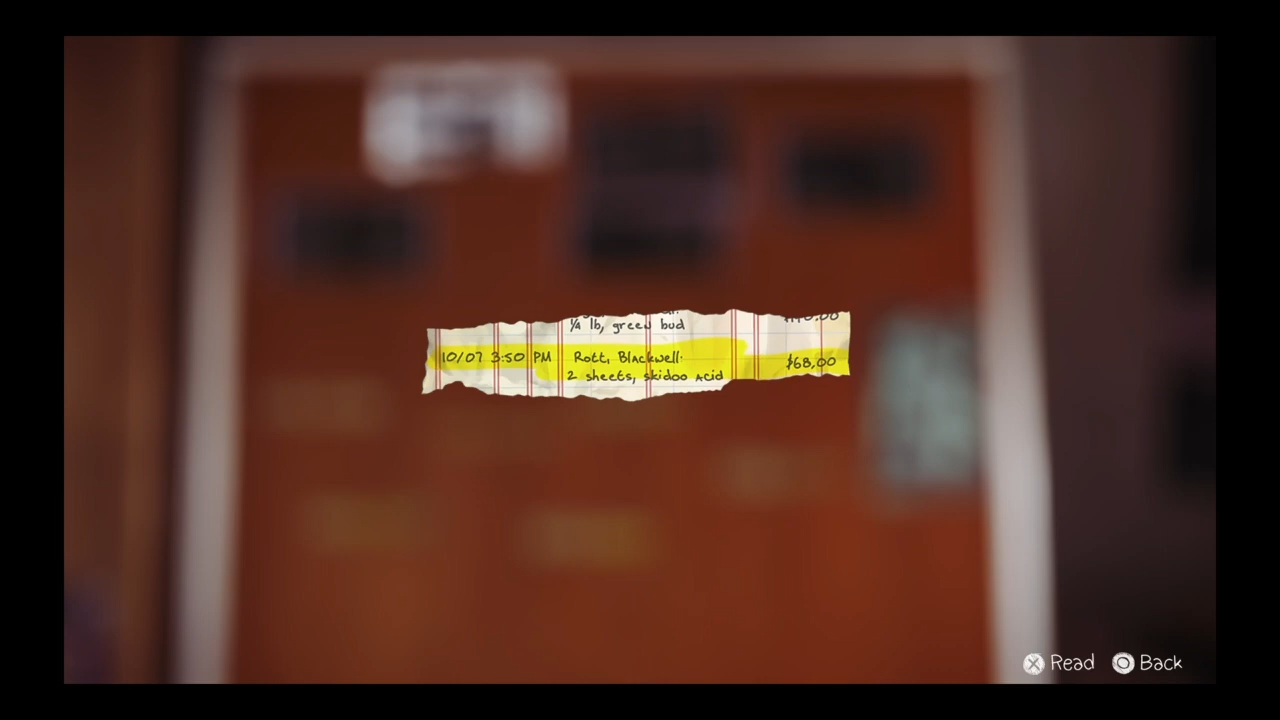 ¼ lb, green bud
10/07 3:50 PM Rott, Blackwell: $68,00
2 sheets, skidoo Acid
Read Back